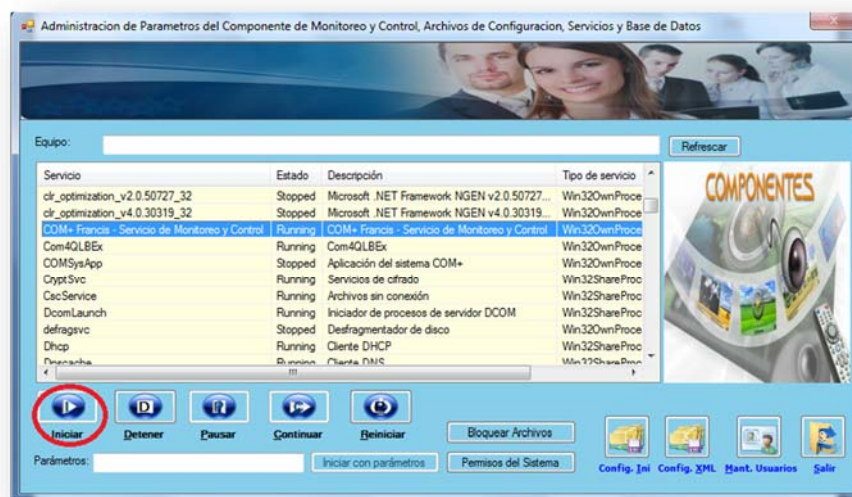 Administracion de Parametros del Componente de Monitoreo y Control, Archivos de Configuracion, Servicios y Base de Datos
Equipo:
Refrescar
Servicio Estado Descripción Tipo de servicio
clr_optimization_v2.0.50727_32 Stopped Microsoft .NET Framework NGEN v2.0.50727... Win32OwnProce
clr_optimization_v4.0.30319_32 Stopped Microsoft .NET Framework NGEN v4.0.30319... Win32OwnProce
COM+ Francis - Servicio de Monitoreo y Control Running COM+ Francis - Servicio de Monitoreo y Control Win32OwnProce
Com4QLBEx Running Com4QLBEx Win32OwnProce
COMSysApp Stopped Aplicación del sistema COM+ Win32OwnProce
CryptSvc Running Servicios de cifrado Win32ShareProc
CscService Running Archivos sin conexión Win32ShareProc
DcomLaunch Running Iniciador de procesos de servidor DCOM Win32ShareProc
defragsvc Stopped Desfragmentador de disco Win32OwnProce
Dhcp Running Cliente DHCP Win32ShareProc
Dnscache Running Cliente DNS Win32ShareProc
COMPONENTES
Iniciar Detener Pausar Continuar Reiniciar
Bloquear Archivos
Parámetros:
Iniciar con parámetros
Permisos del Sistema
Config. Ini Config. XML Mant. Usuarios Salir